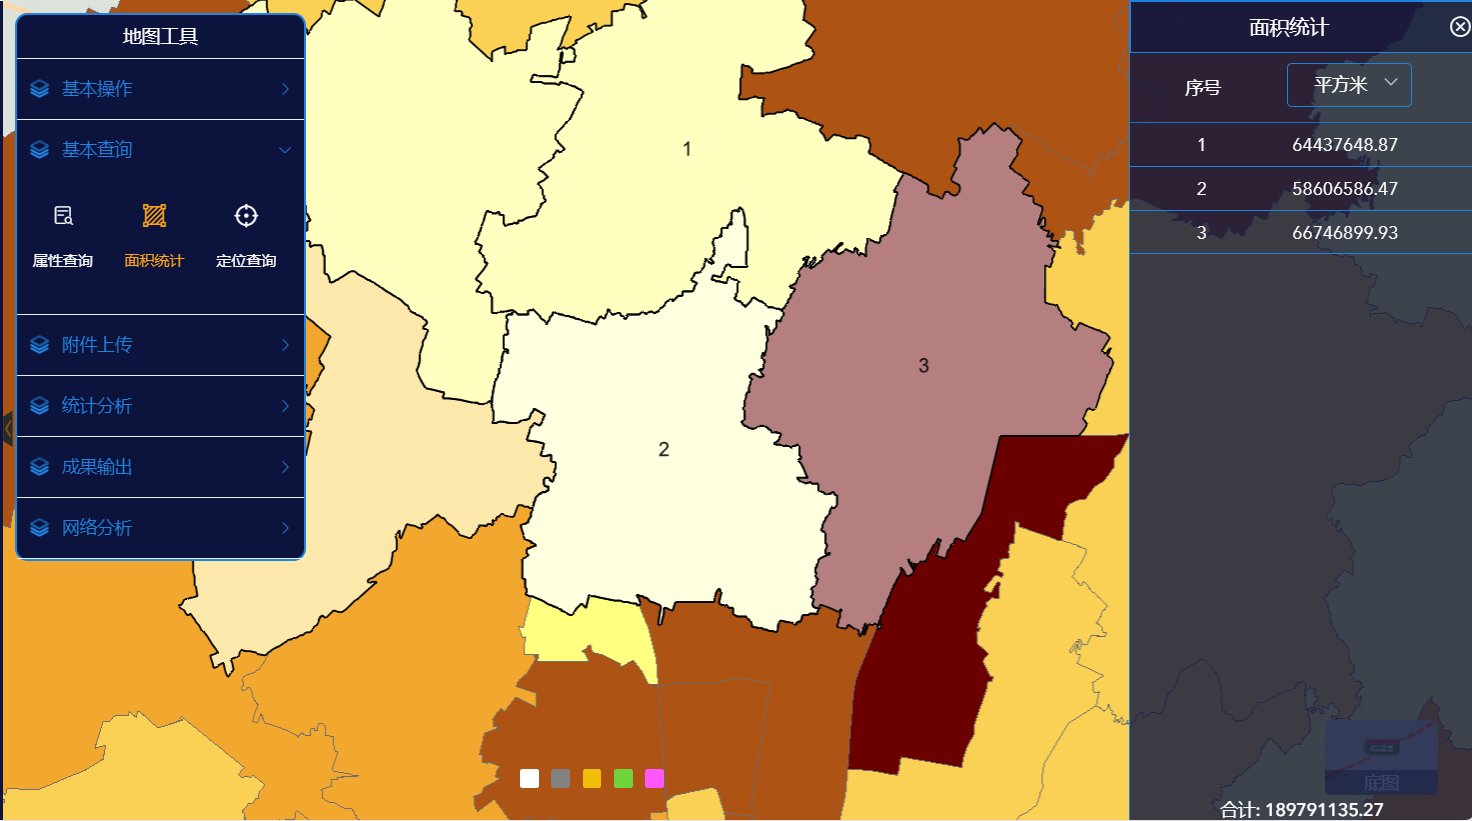 地图工具
基本操作
基本查询
属性查询 面积统计 定位查询
附件上传
统计分析
成果输出
网络分析
1
2
3
面积统计
序号 平方米
1 64437648.87
2 58606586.47
3 66746899.93
底图
合计: 189791135.27